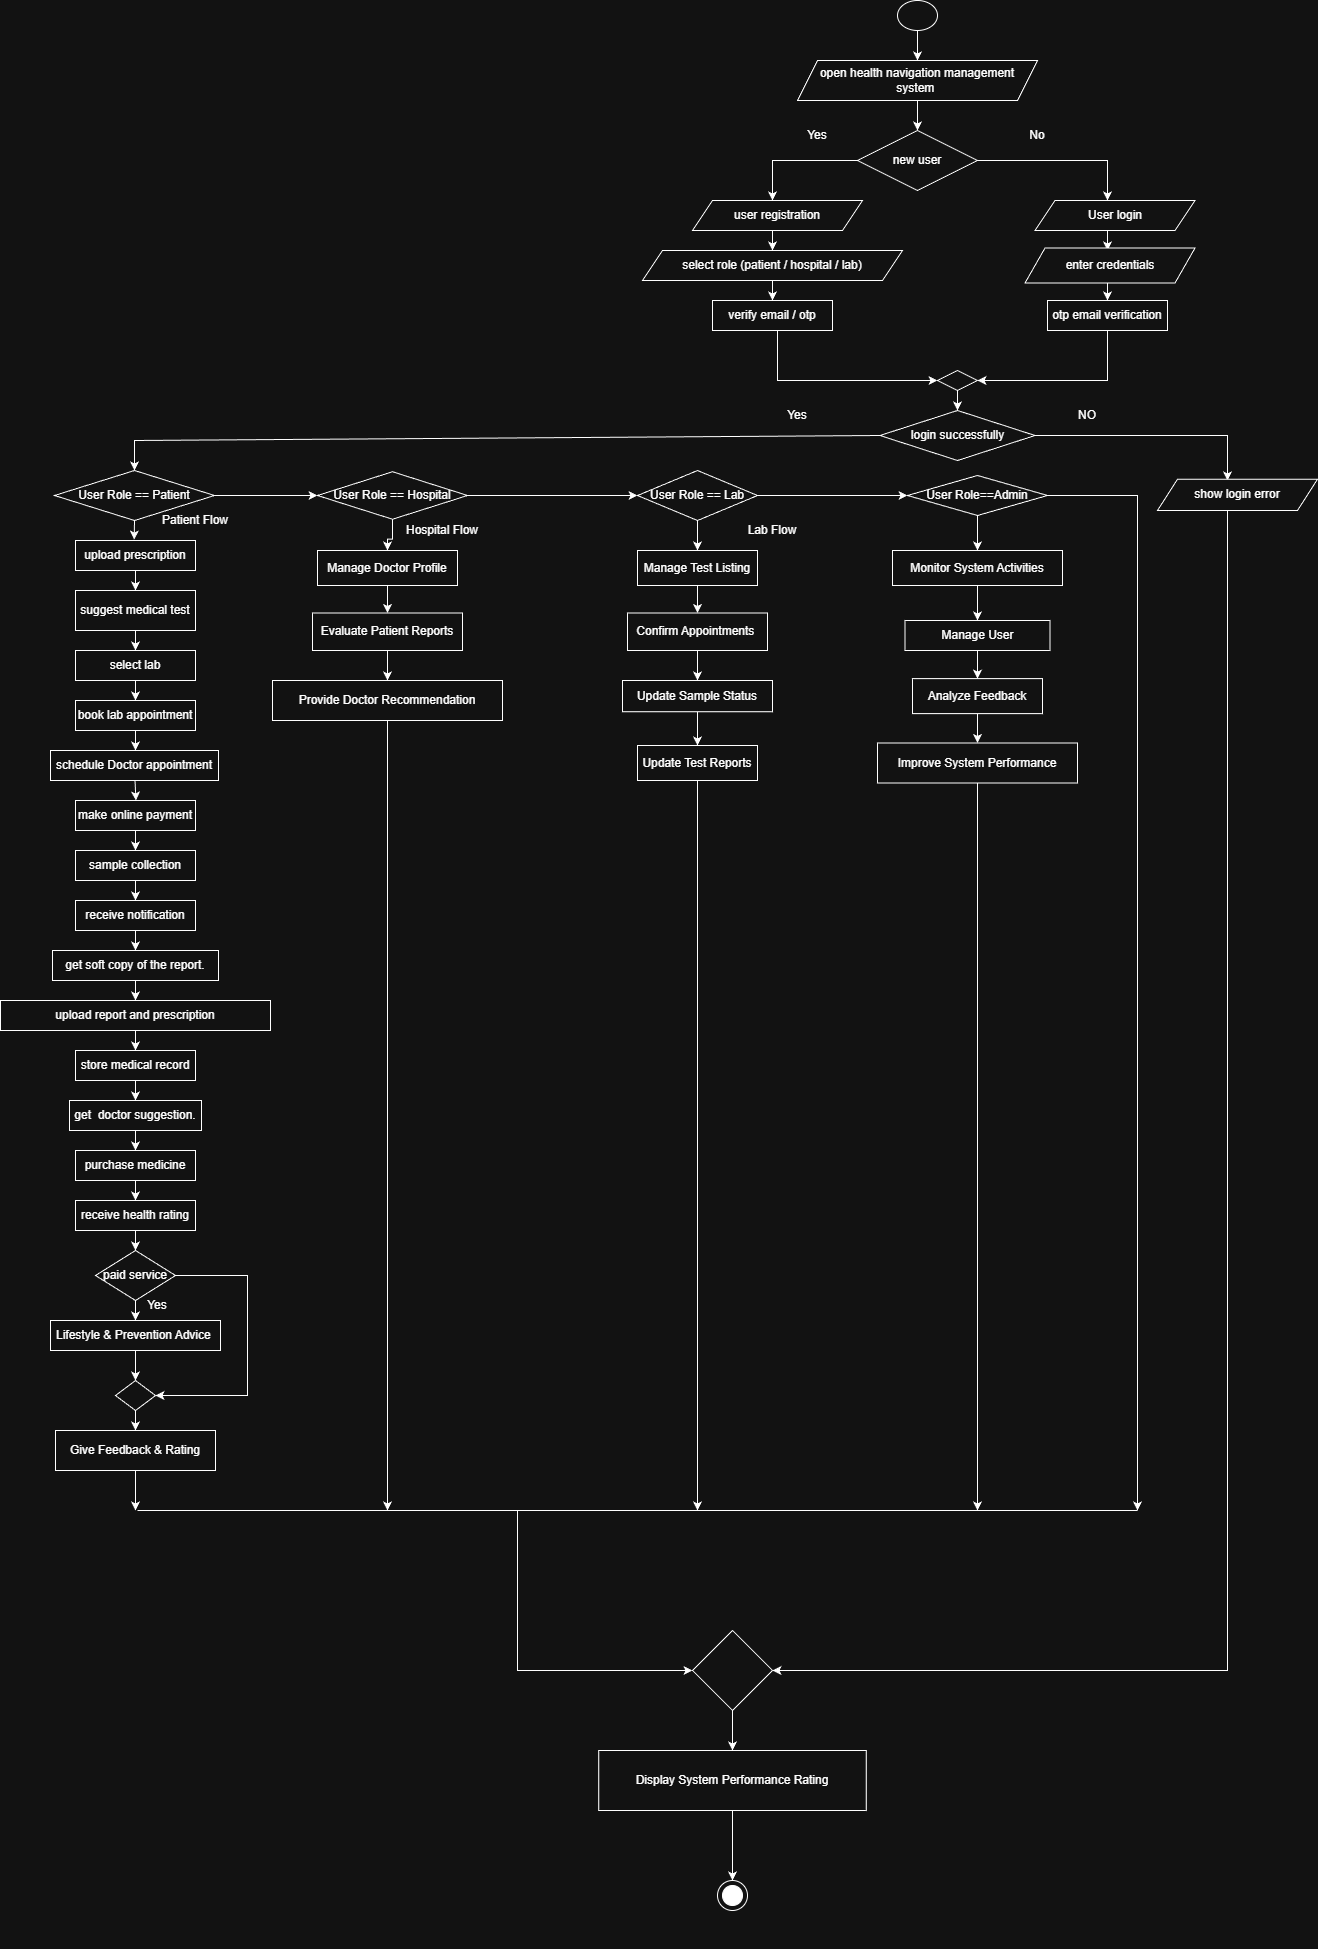 open health navigation management
system
Yes
No
new user
user registration
User login
select role (patient / hospital / lab)
enter credentials
verify email / otp
otp email verification
Yes
NO
login successfully
User Role == Patient
User Role == Hospital
User Role == Lab
User Role==Admin
show login error
Patient Flow
Hospital Flow
Lab Flow
upload prescription
suggest medical test
select lab
book lab appointment
schedule Doctor appointment
make online payment
sample collection
receive notification
get soft copy of the report.
upload report and prescription
store medical record
get  doctor suggestion.
purchase medicine
receive health rating
paid service
Yes
Lifestyle & Prevention Advice
Give Feedback & Rating
Manage Doctor Profile
Evaluate Patient Reports
Provide Doctor Recommendation
Manage Test Listing
Confirm Appointments
Update Sample Status
Update Test Reports
Monitor System Activities
Manage User
Analyze Feedback
Improve System Performance
Display System Performance Rating